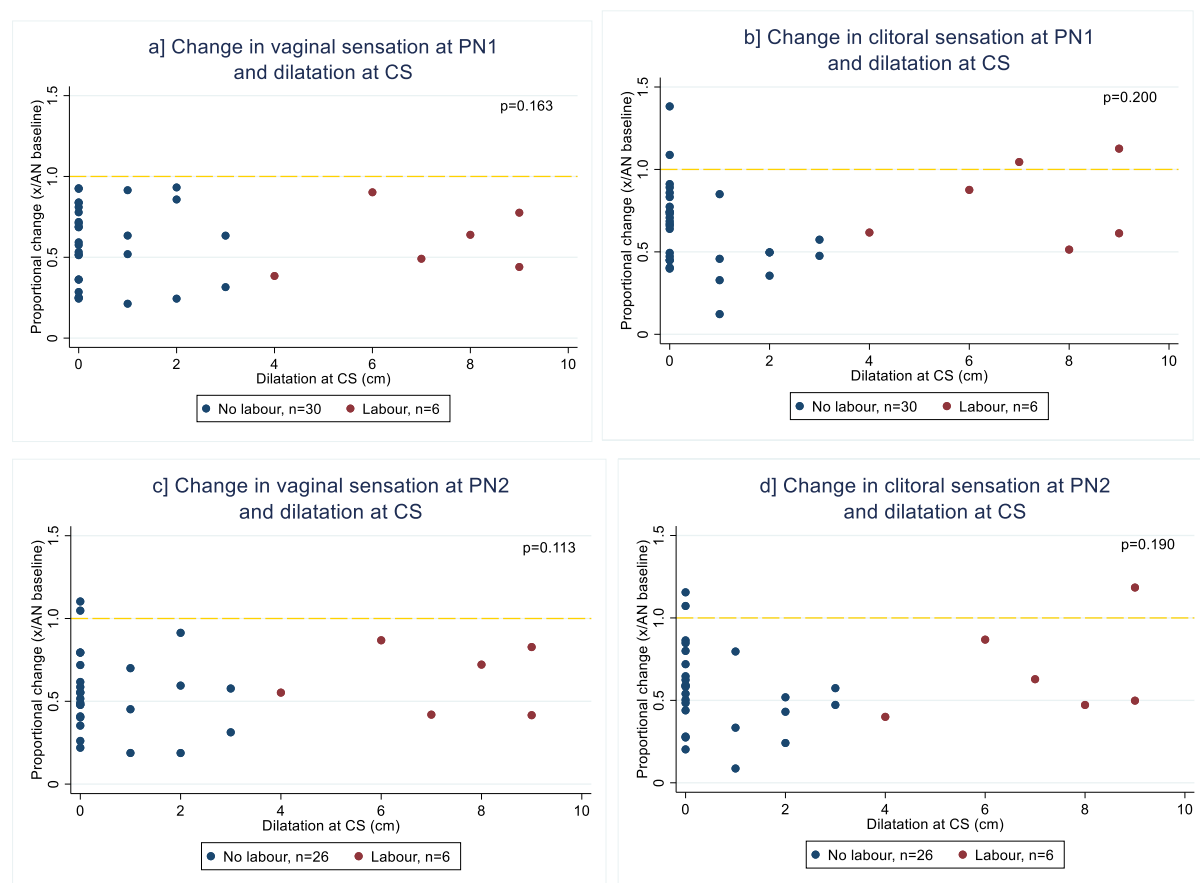 a] Change in vaginal sensation at PN1
and dilatation at CS
p=0.163
Proportional change (x/AN baseline)
1.5
1.0
0.5
0
0 2 4 6 8 10
Dilatation at CS (cm)
No labour, n=30 Labour, n=6
b] Change in clitoral sensation at PN1
and dilatation at CS
p=0.200
Proportional change (x/AN baseline)
1.5
1.0
0.5
0
0 2 4 6 8 10
Dilatation at CS (cm)
No labour, n=30 Labour, n=6
c] Change in vaginal sensation at PN2
and dilatation at CS
p=0.113
Proportional change (x/AN baseline)
1.5
1.0
0.5
0
0 2 4 6 8 10
Dilatation at CS (cm)
No labour, n=26 Labour, n=6
d] Change in clitoral sensation at PN2
and dilatation at CS
p=0.190
Proportional change (x/AN baseline)
1.5
1.0
0.5
0
0 2 4 6 8 10
Dilatation at CS (cm)
No labour, n=26 Labour, n=6